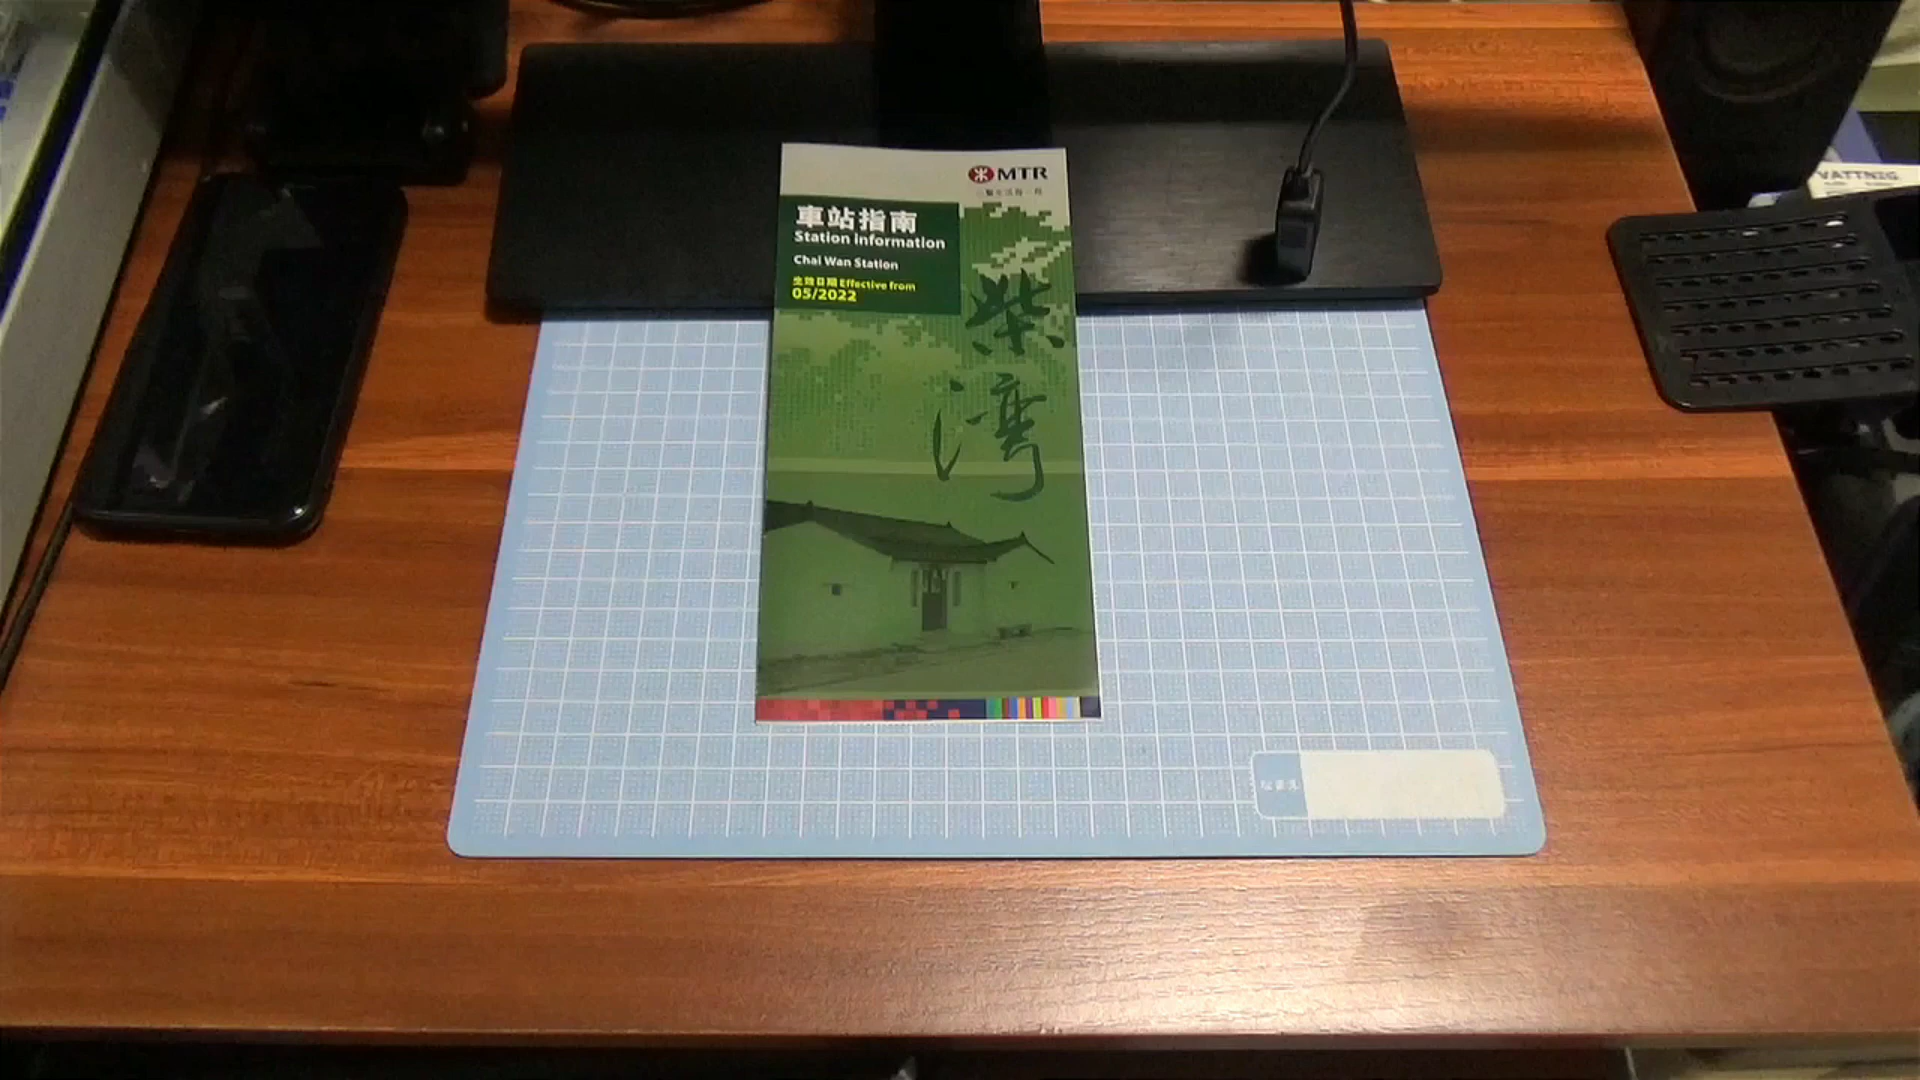 MTR
車站指南
Station information
Chai Wan Station
生效日期 Effective from
05/2022
柴
灣
VATTNIG